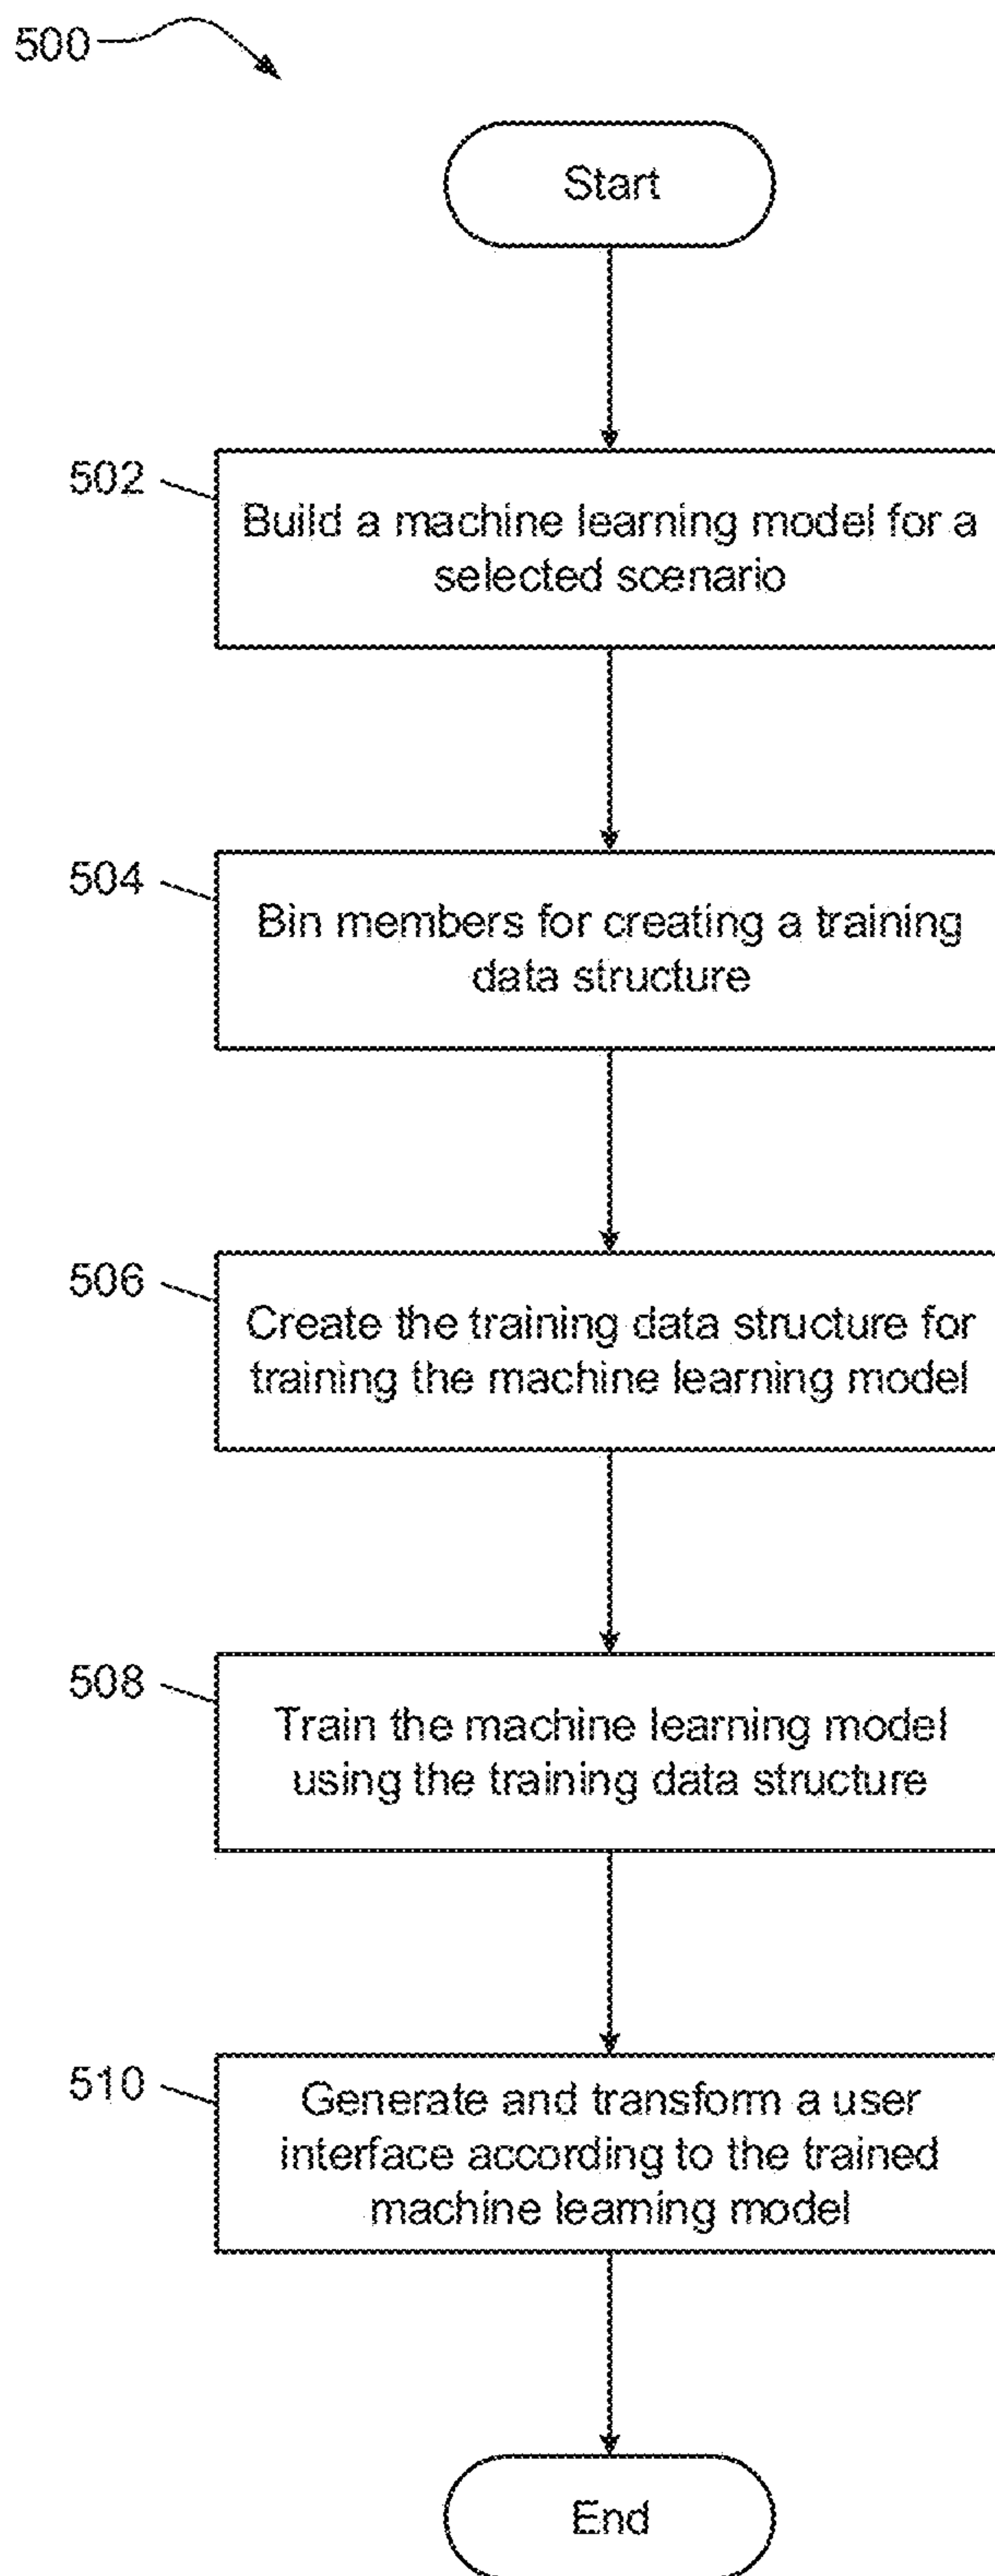 500
Start
502
Build a machine learning model for a
selected scenario
504
Bin members for creating a training
data structure
506
Create the training data structure for
training the machine learning model
508
Train the machine learning model
using the training data structure
510
Generate and transform a user
interface according to the trained
machine learning model
End